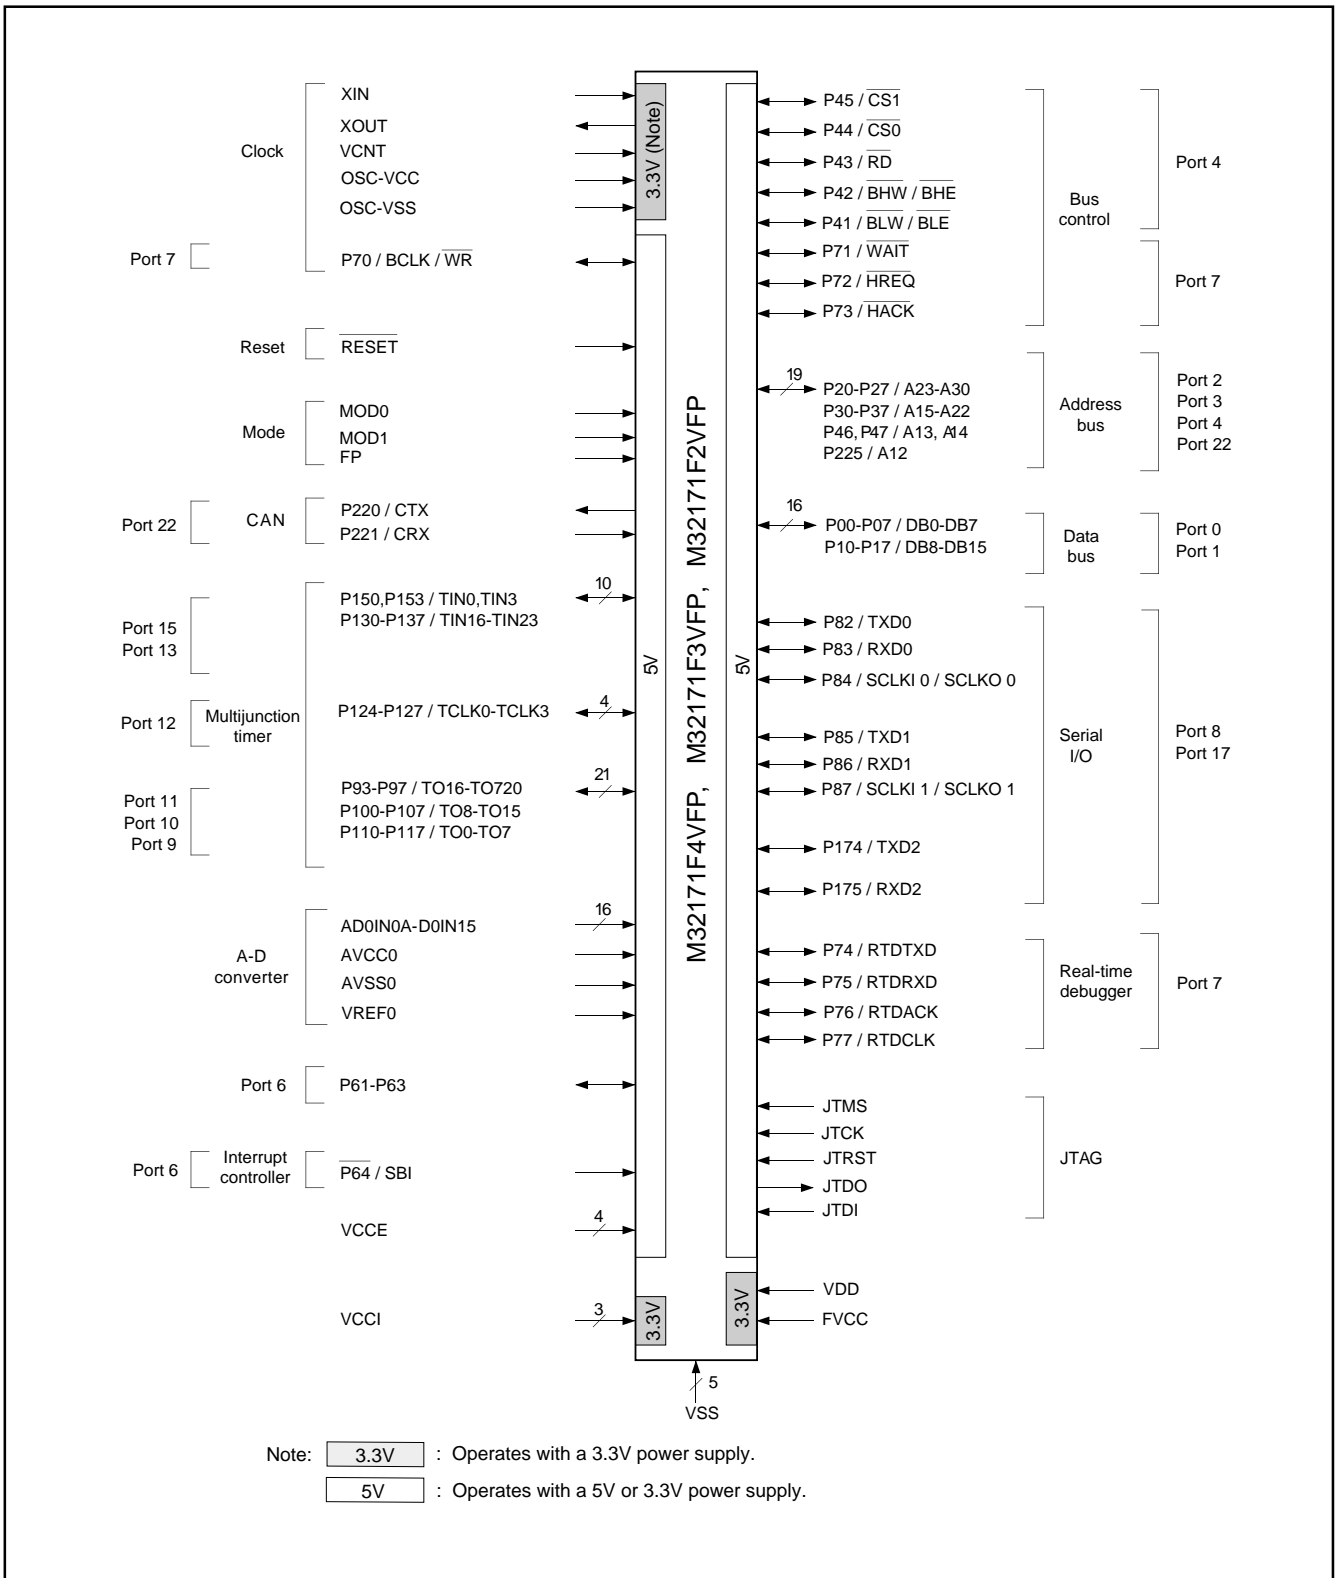 Clock
XIN
XOUT
VCNT
OSC-VCC
OSC-VSS
Port 7
P70 / BCLK / WR
Reset
RESET
Mode
MOD0
MOD1
FP
Port 22
CAN
P220 / CTX
P221 / CRX
Port 15
Port 13
P150,P153 / TIN0,TIN3
P130-P137 / TIN16-TIN23
10
Port 12
Multijunction
timer
P124-P127 / TCLK0-TCLK3
4
Port 11
Port 10
Port 9
P93-P97 / TO16-TO720
P100-P107 / TO8-TO15
P110-P117 / TO0-TO7
21
A-D
converter
AD0IN0A-D0IN15
16
AVCC0
AVSS0
VREF0
Port 6
P61-P63
Port 6
Interrupt
controller
P64 / SBI
VCCE
4
VCCI
3
3.3V (Note)
5V
3.3V
M32171F4VFP, M32171F3VFP, M32171F2VFP
5V
3.3V
P45 / CS1
P44 / CS0
P43 / RD
P42 / BHW / BHE
P41 / BLW / BLE
P71 / WAIT
P72 / HREQ
P73 / HACK
Bus
control
Port 4
Port 7
19
P20-P27 / A23-A30
P30-P37 / A15-A22
P46, P47 / A13, A14
P225 / A12
Address
bus
Port 2
Port 3
Port 4
Port 22
16
P00-P07 / DB0-DB7
P10-P17 / DB8-DB15
Data
bus
Port 0
Port 1
P82 / TXD0
P83 / RXD0
P84 / SCLKI 0 / SCLKO 0
P85 / TXD1
P86 / RXD1
P87 / SCLKI 1 / SCLKO 1
P174 / TXD2
P175 / RXD2
Serial
I/O
Port 8
Port 17
P74 / RTDTXD
P75 / RTDRXD
P76 / RTDACK
P77 / RTDCLK
Real-time
debugger
Port 7
JTMS
JTCK
JTRST
JTDO
JTDI
JTAG
VDD
FVCC
5
VSS
Note: 3.3V : Operates with a 3.3V power supply.
5V : Operates with a 5V or 3.3V power supply.